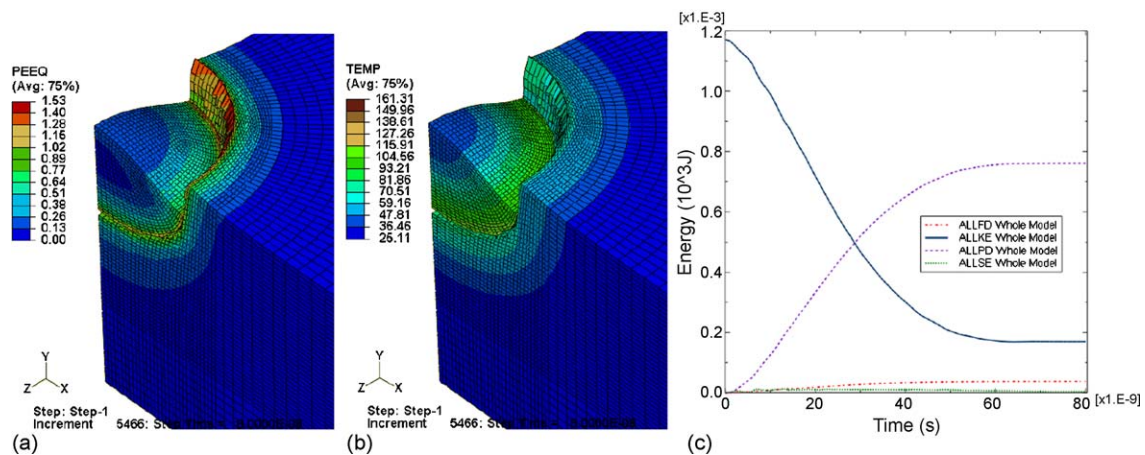 PEEQ
(Avg: 75%)
1.53
1.40
1.28
1.16
1.02
0.89
0.77
0.64
0.51
0.38
0.26
0.13
0.00
Y
Z X
Step: Step-1
Increment 5466: Step Time =
(a)
TEMP
(Avg: 75%)
161.31
149.96
138.61
127.26
115.91
104.56
93.21
81.86
70.51
59.16
47.81
36.46
25.11
Y
Z X
Step: Step-1
Increment 5466: Step Time =
(b)
[x1.E-3]
1.2
1.0
0.8
0.6
0.4
0.2
0.0
Energy (10^3J)
ALLFD Whole Model
ALLKE Whole Model
ALLPD Whole Model
ALLSE Whole Model
0 20 40 60 80 [x1.E-9]
Time (s)
(c)